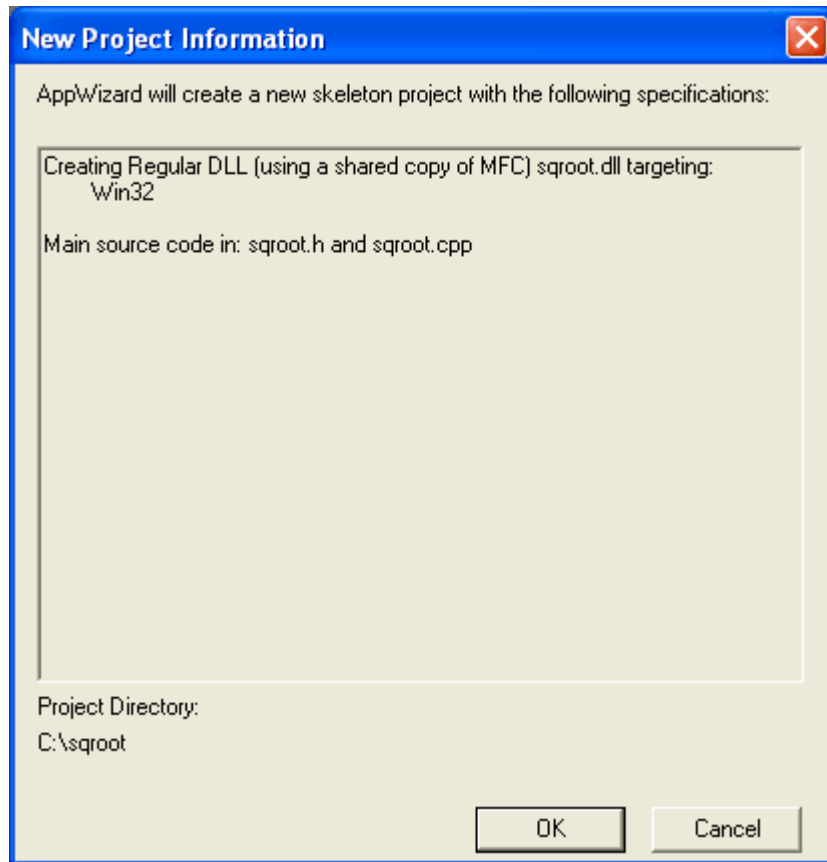 New Project Information
AppWizard will create a new skeleton project with the following specifications:
Creating Regular DLL (using a shared copy of MFC) sqroot.dll targeting:
Win32
Main source code in: sqroot.h and sqroot.cpp
Project Directory:
C:\sqroot
OK
Cancel